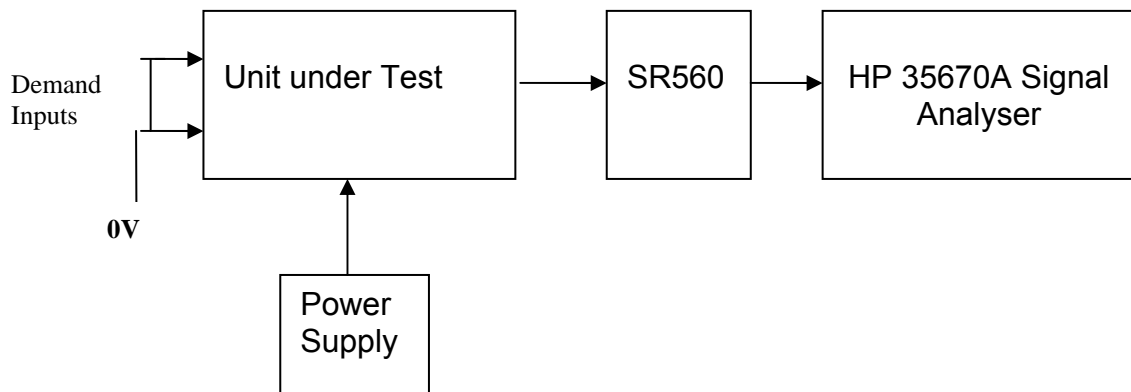 Demand
Inputs
0V
Unit under Test
SR560
HP 35670A Signal
Analyser
Power
Supply